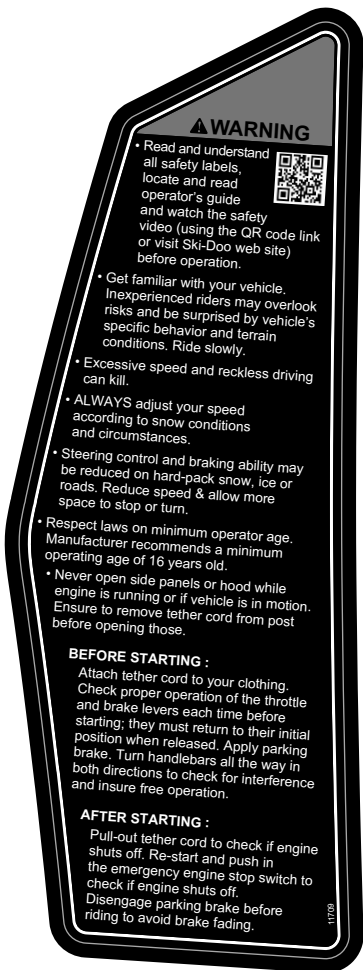 ⚠WARNING
• Read and understand
all safety labels,
locate and read
operator's guide
and watch the safety
video (using the QR code link
or visit Ski-Doo web site)
before operation.
• Get familiar with your vehicle.
Inexperienced riders may overlook
risks and be surprised by vehicle's
specific behavior and terrain
conditions. Ride slowly.
• Excessive speed and reckless driving
can kill.
• ALWAYS adjust your speed
according to snow conditions
and circumstances.
• Steering control and braking ability may
be reduced on hard-pack snow, ice or
roads. Reduce speed & allow more
space to stop or turn.
• Respect laws on minimum operator age.
Manufacturer recommends a minimum
operating age of 16 years old.
• Never open side panels or hood while
engine is running or if vehicle is in motion.
Ensure to remove tether cord from post
before opening those.
BEFORE STARTING :
Attach tether cord to your clothing.
Check proper operation of the throttle
and brake levers each time before
starting; they must return to their initial
position when released. Apply parking
brake. Turn handlebars all the way in
both directions to check for interference
and insure free operation.
AFTER STARTING :
Pull-out tether cord to check if engine
shuts off. Re-start and push in
the emergency engine stop switch to
check if engine shuts off.
Disengage parking brake before
riding to avoid brake fading.
11709